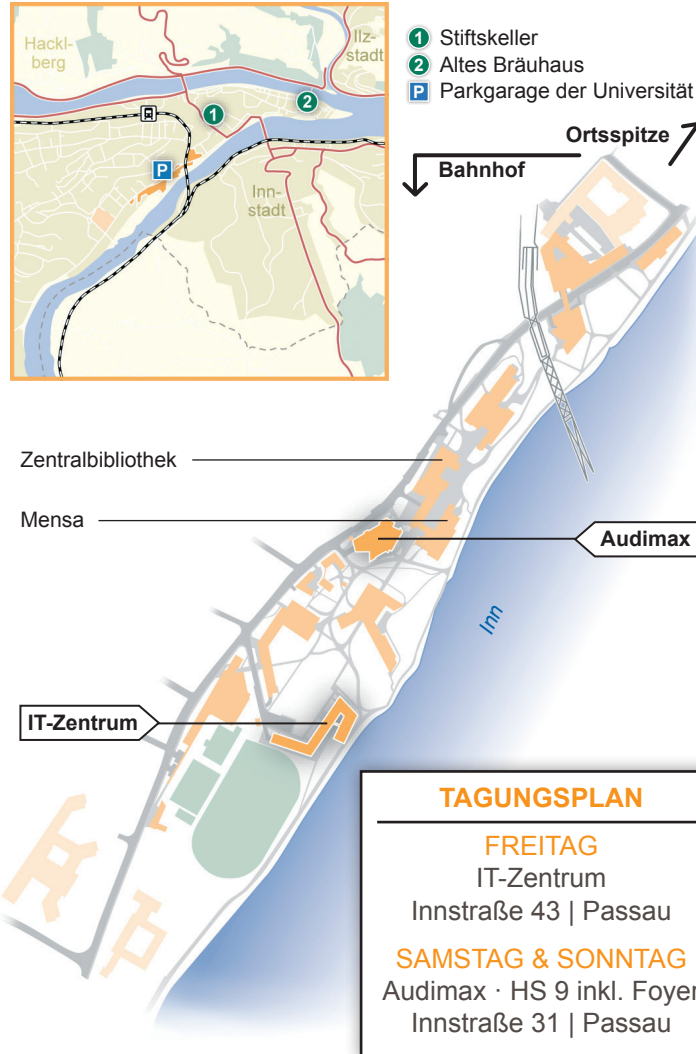 Hackl-
berg
Ilz-
stadt
1
2
P
Inn-
stadt
1 Stiftskeller
2 Altes Bräuhaus
P Parkgarage der Universität
Ortsspitze
Bahnhof
Zentralbibliothek
Mensa
Audimax
Inn
IT-Zentrum
TAGUNGSPLAN
FREITAG
IT-Zentrum
Innstraße 43 | Passau
SAMSTAG & SONNTAG
Audimax · HS 9 inkl. Foyer
Innstraße 31 | Passau